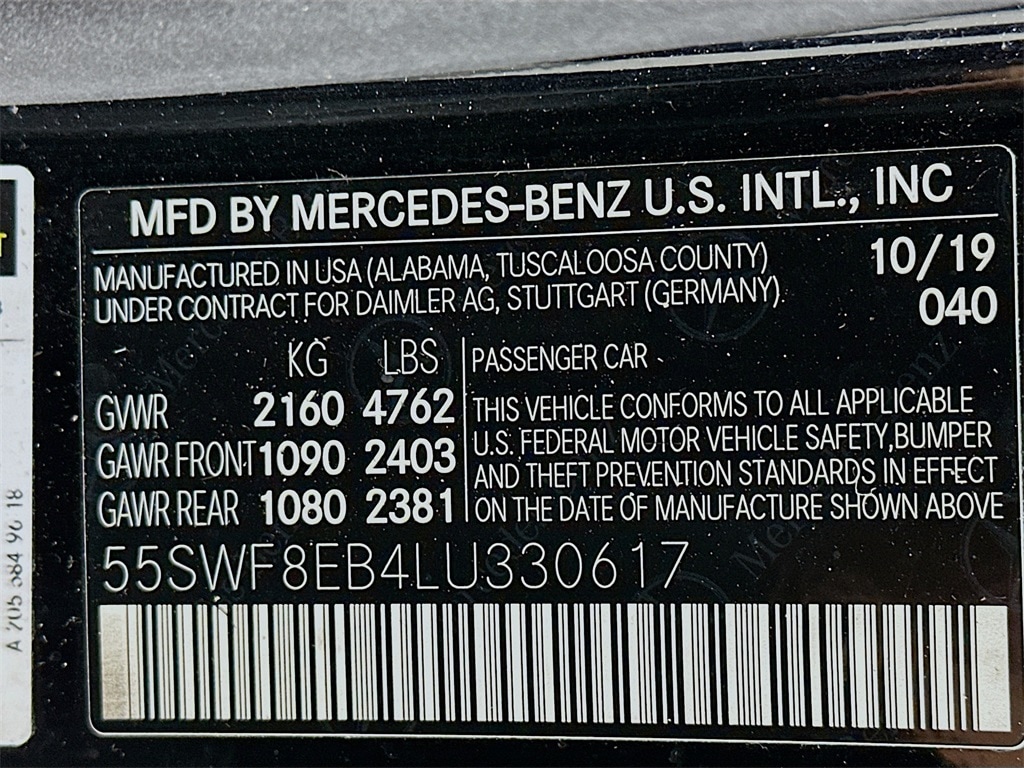 MFD BY MERCEDES-BENZ U.S. INTL., INC
MANUFACTURED IN USA (ALABAMA, TUSCALOOSA COUNTY) 10/19
UNDER CONTRACT FOR DAIMLER AG, STUTTGART (GERMANY). 040
KG LBS
GVWR 2160 4762
GAWR FRONT 1090 2403
GAWR REAR 1080 2381
PASSENGER CAR
THIS VEHICLE CONFORMS TO ALL APPLICABLE
U.S. FEDERAL MOTOR VEHICLE SAFETY, BUMPER
AND THEFT PREVENTION STANDARDS IN EFFECT
ON THE DATE OF MANUFACTURE SHOWN ABOVE
55SWF8EB4LU330617
A 205 584 96 18